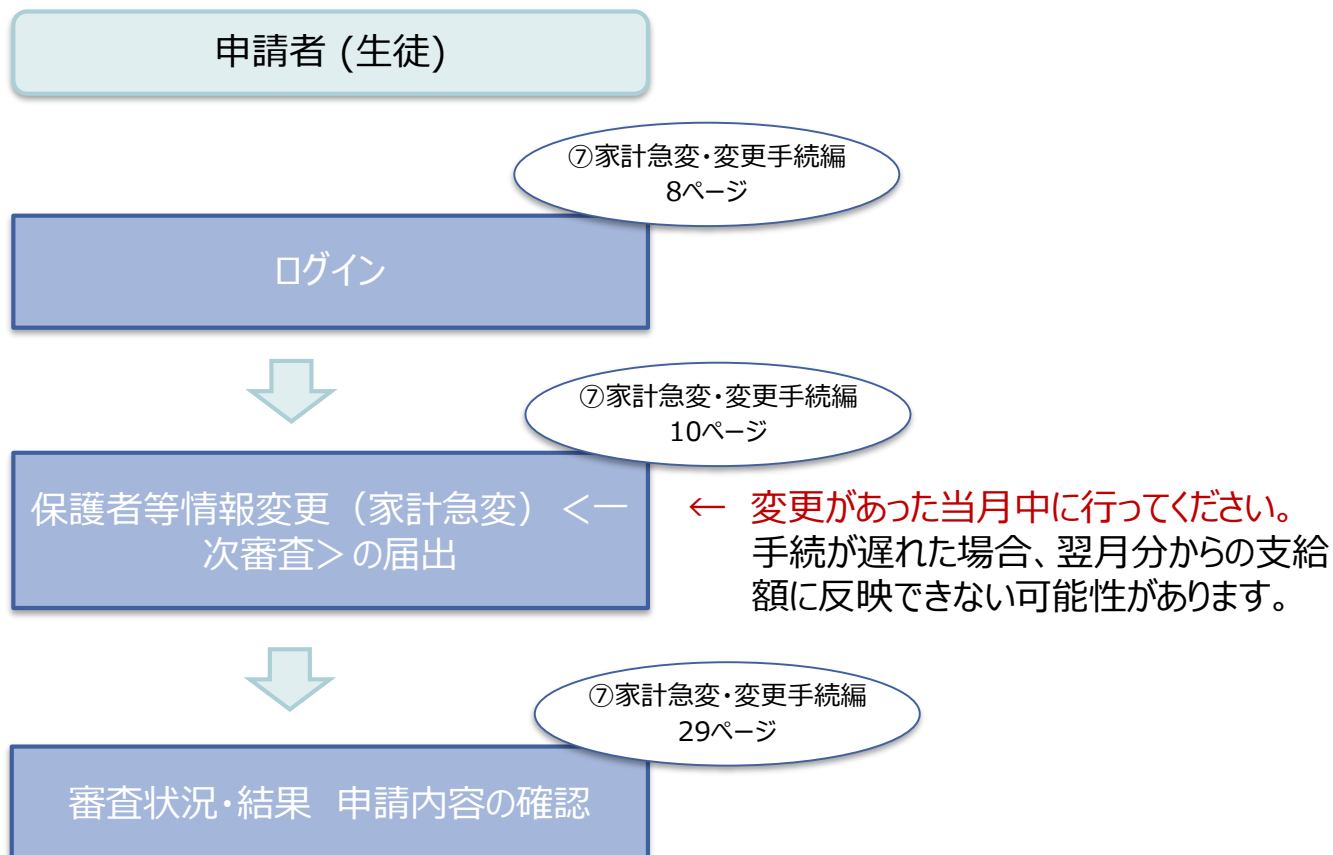 申請者 (生徒)
⑦家計急変・変更手続編
8ページ
ログイン
⑦家計急変・変更手続編
10ページ
保護者等情報変更（家計急変）＜一
次審査＞の届出
← 変更があった当月中に行ってください。
手続が遅れた場合、翌月分からの支給
額に反映できない可能性があります。
⑦家計急変・変更手続編
29ページ
審査状況・結果　申請内容の確認